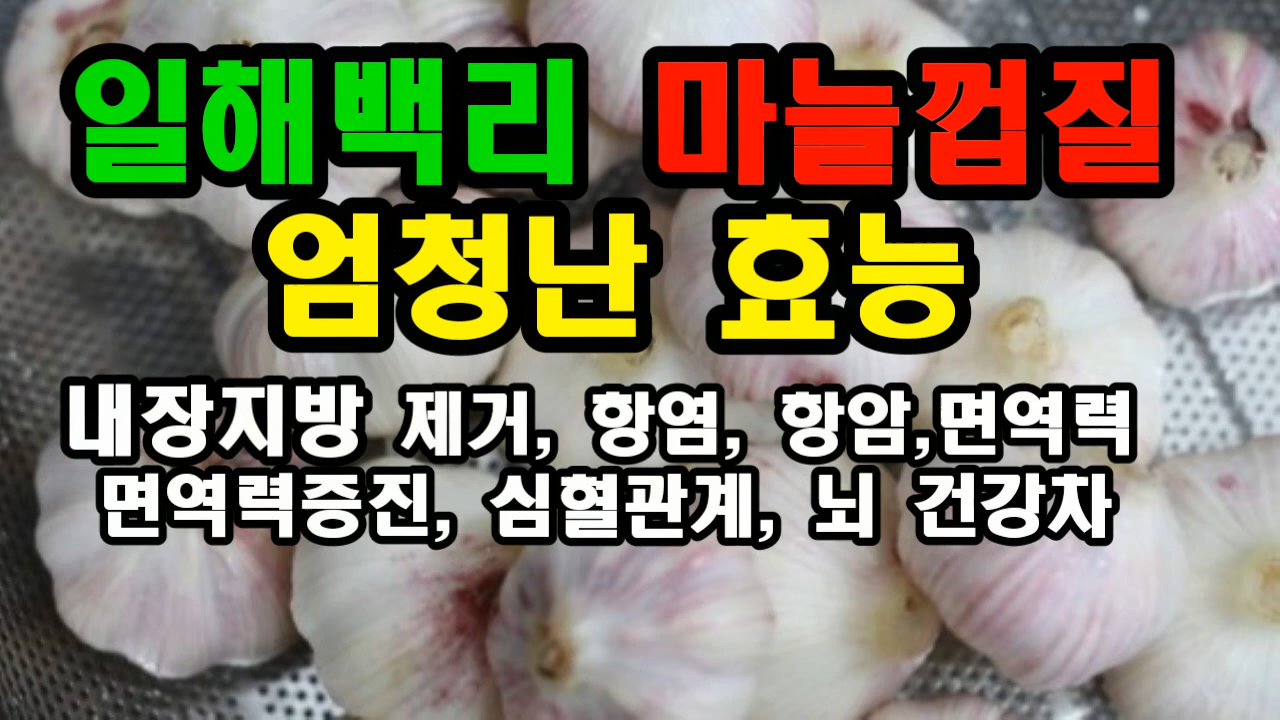 일해백리 마늘껍질
엄청난 효능
내장지방 제거, 항염, 항암,면역력
면역력증진, 심혈관계, 뇌 건강차